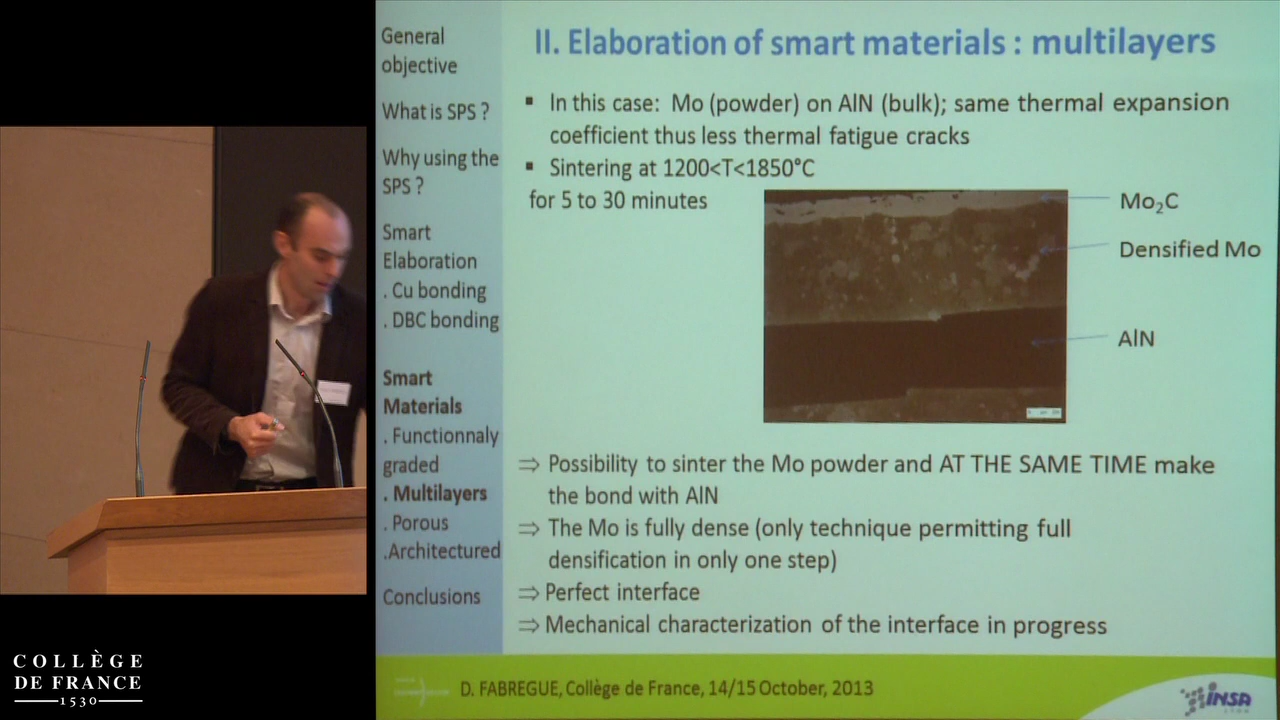 General
objective
What is SPS ?
Why using the
SPS ?
Smart
Elaboration
. Cu bonding
. DBC bonding
Smart
Materials
. Functionnaly
graded
. Multilayers
. Porous
.Architectured
Conclusions
II. Elaboration of smart materials : multilayers
▪ In this case: Mo (powder) on AlN (bulk); same thermal expansion
coefficient thus less thermal fatigue cracks
▪ Sintering at 1200<T<1850°C
for 5 to 30 minutes
Mo₂C
Densified Mo
AlN
⇒ Possibility to sinter the Mo powder and AT THE SAME TIME make
the bond with AlN
⇒ The Mo is fully dense (only technique permitting full
densification in only one step)
⇒ Perfect interface
⇒ Mechanical characterization of the interface in progress
D. FABREGUE, Collège de France, 14/15 October, 2013
INSA
COLLÈGE
DE FRANCE
1530